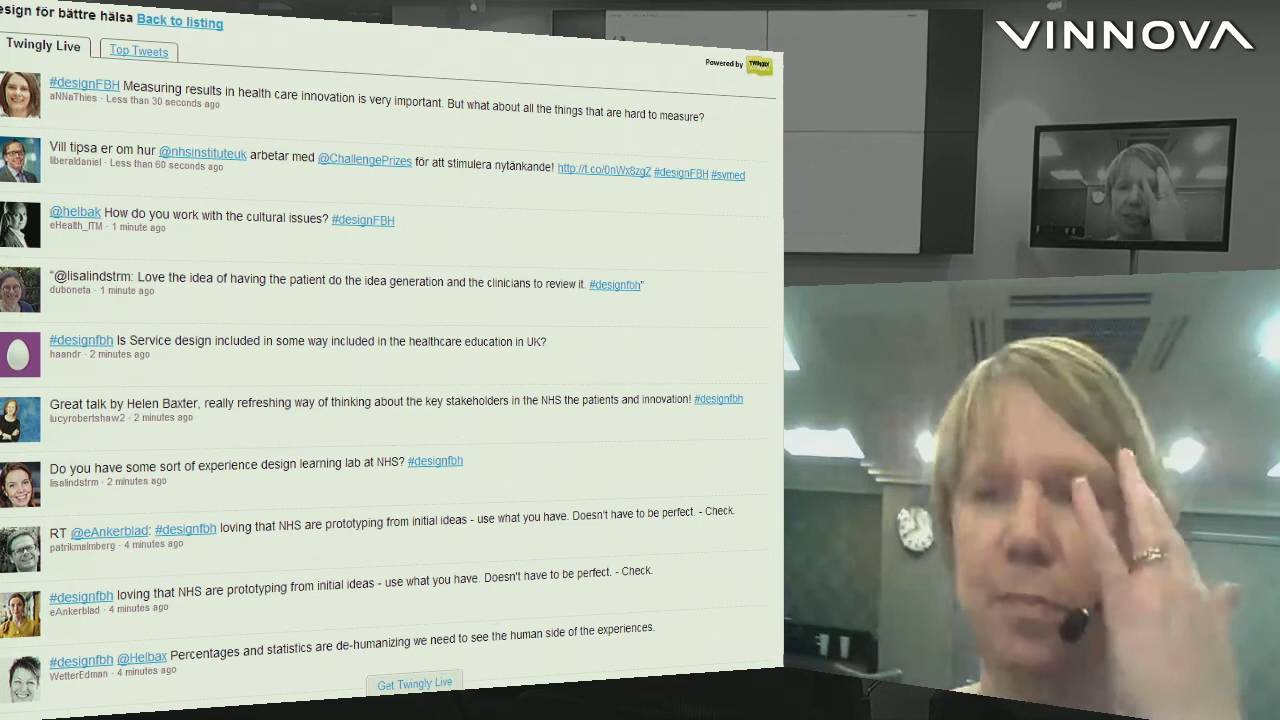 esign för bättre hälsa Back to listing
VINNOVA
Twingly Live
Top Tweets
Powered by TWINGLY
#designFBH Measuring results in health care innovation is very important. But what about all the things that are hard to measure?
aNNaThies · Less than 30 seconds ago
Vill tipsa er om hur @nhsinstituteuk arbetar med @ChallengePrizes för att stimulera nytänkande! http://t.co/0nWx8zgZ #designFBH #svmed
liberaldaniel · Less than 60 seconds ago
@helbak How do you work with the cultural issues? #designFBH
eHealth_ITM · 1 minute ago
"@lisalindstrm: Love the idea of having the patient do the idea generation and the clinicians to review it. #designfbh"
duboneta · 1 minute ago
#designfbh Is Service design included in some way included in the healthcare education in UK?
haandr · 2 minutes ago
Great talk by Helen Baxter, really refreshing way of thinking about the key stakeholders in the NHS the patients and innovation! #designfbh
lucyrobertshaw2 · 2 minutes ago
Do you have some sort of experience design learning lab at NHS? #designfbh
lisalindstrm · 2 minutes ago
RT @eAnkerblad: #designfbh loving that NHS are prototyping from initial ideas - use what you have. Doesn't have to be perfect. - Check.
patrikmalmberg · 4 minutes ago
#designfbh loving that NHS are prototyping from initial ideas - use what you have. Doesn't have to be perfect. - Check.
eAnkerblad · 4 minutes ago
#designfbh @Helbax Percentages and statistics are de-humanizing we need to see the human side of the experiences.
WetterEdman · 4 minutes ago
Get Twingly Live